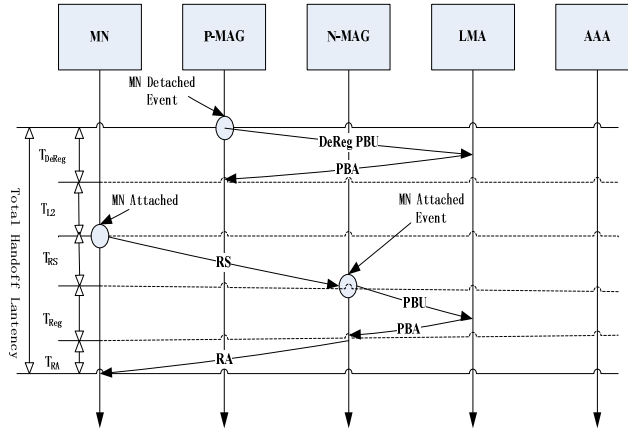 MN
P-MAG
N-MAG
LMA
AAA
MN Detached
Event
DeReg PBU
PBA
TDeReg
TL2
MN Attached
MN Attached
Event
TRS
RS
PBU
TReg
PBA
RA
TRA
Total Handoff Lantency